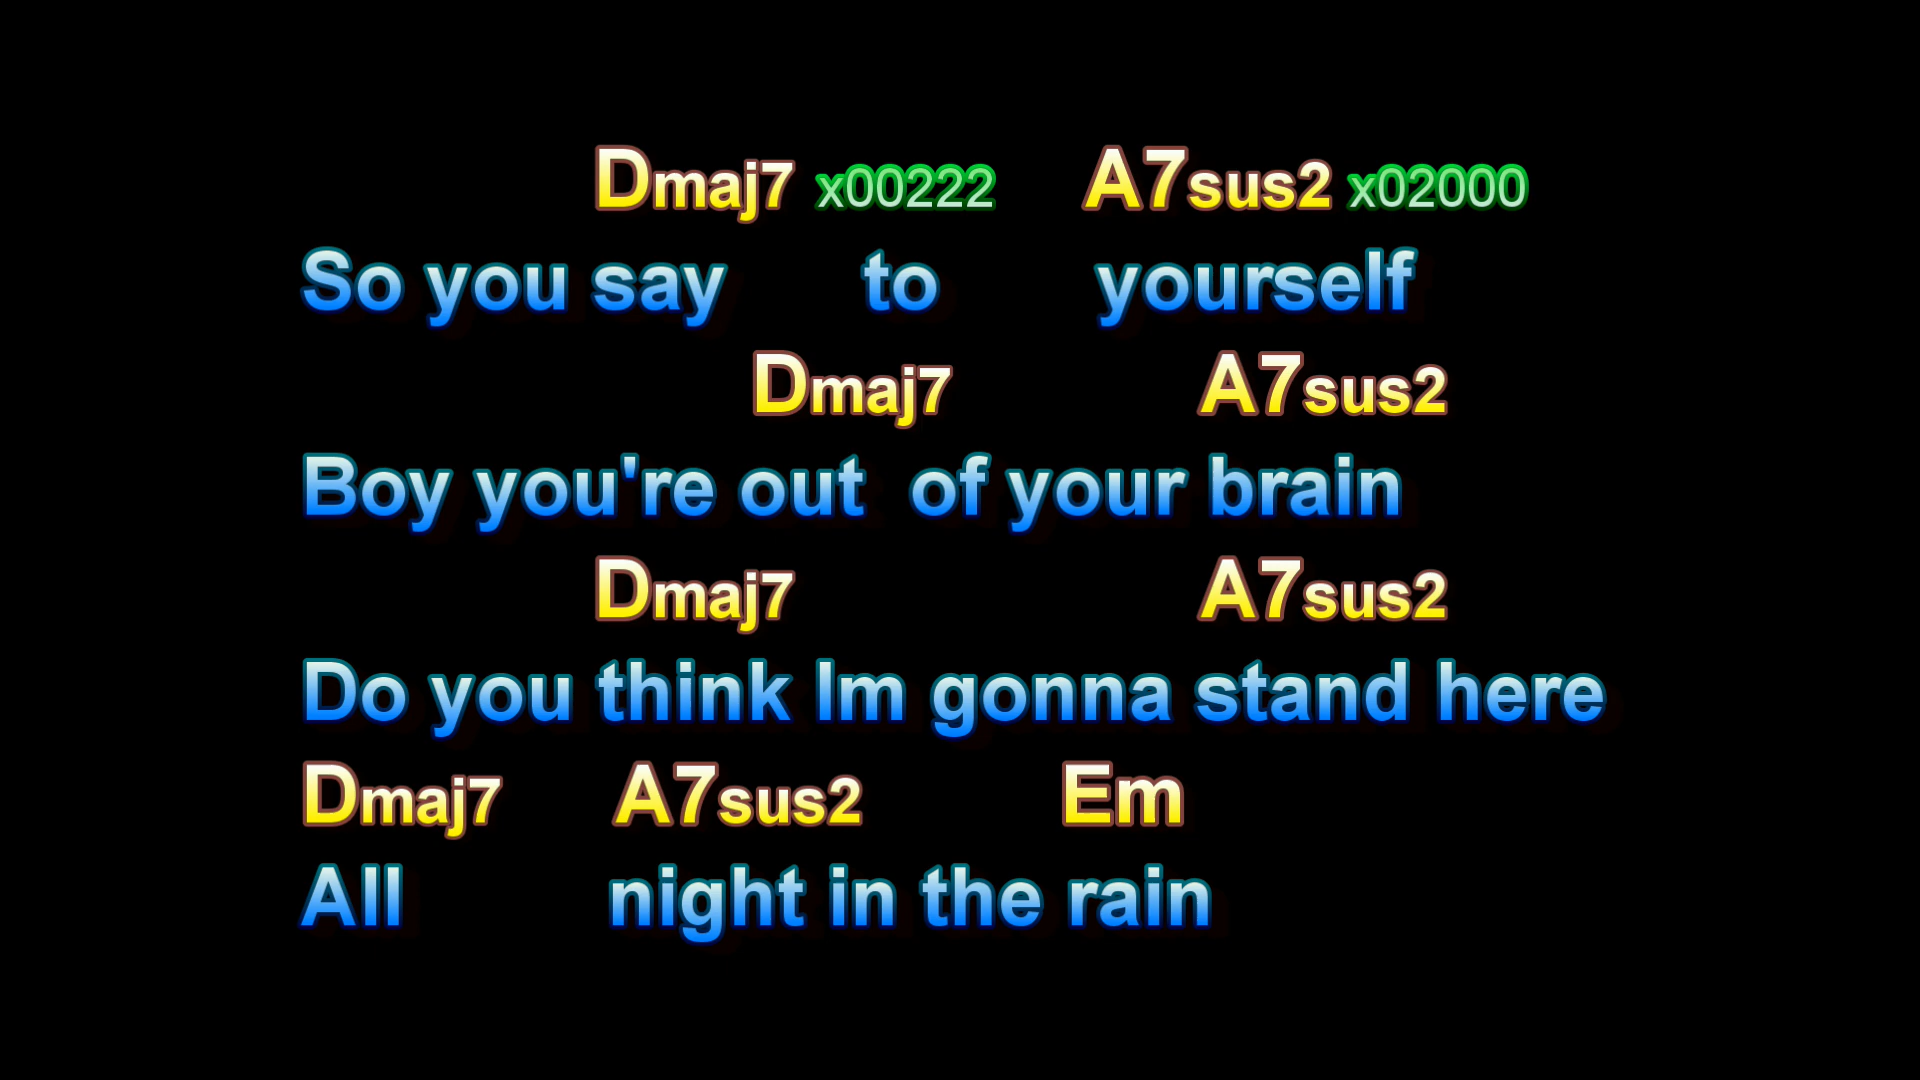 Dmaj7 x00222 A7sus2 x02000
So you say to yourself
Dmaj7 A7sus2
Boy you're out of your brain
Dmaj7 A7sus2
Do you think Im gonna stand here
Dmaj7 A7sus2 Em
All night in the rain